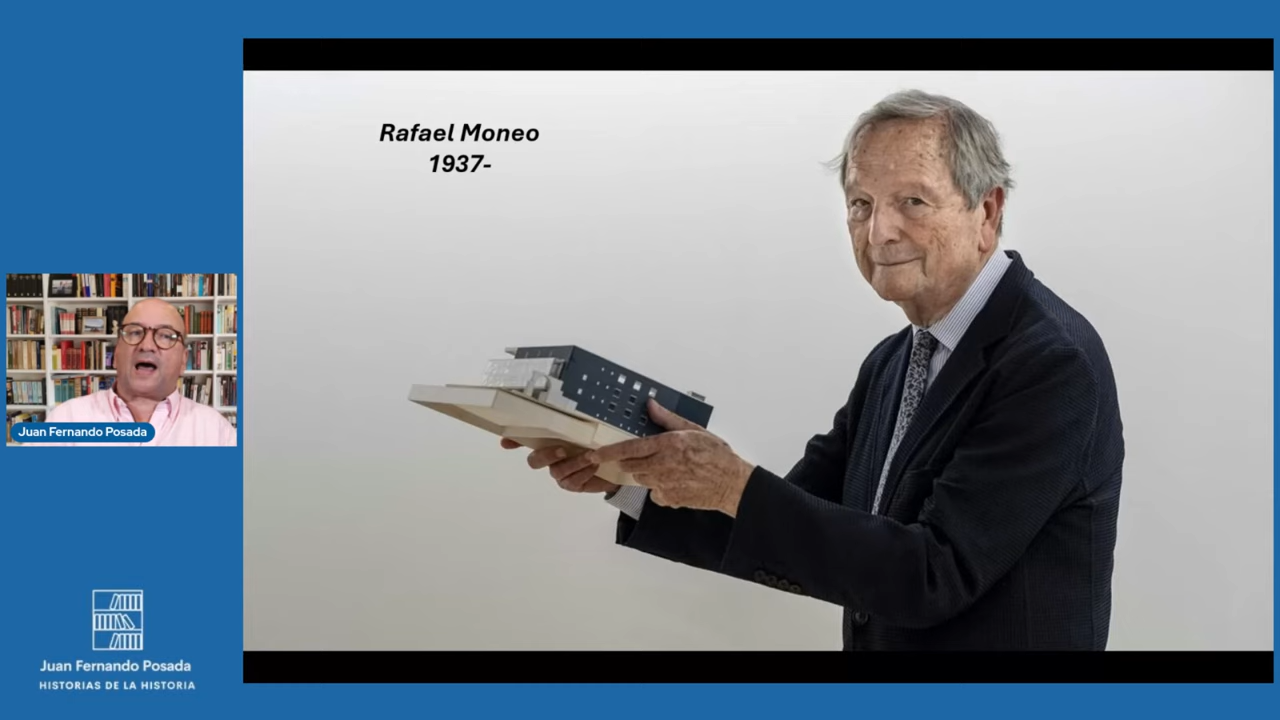 Rafael Moneo
1937-
Juan Fernando Posada
Juan Fernando Posada
HISTORIAS DE LA HISTORIA